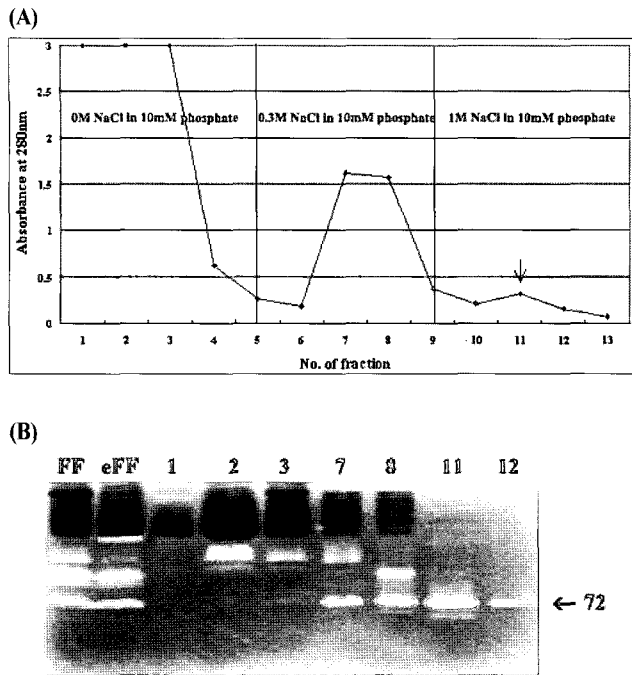 (A)
3
2.5
2
1.5
1
0.5
0
Absorbance at 280nm
0M NaCl in 10mM phosphate
0.3M NaCl in 10mM phosphate
1M NaCl in 10mM phosphate
1 2 3 4 5 6 7 8 9 10 11 12 13
No. of fraction
(B)
FF eFF 1 2 3 7 8 11 12
← 72